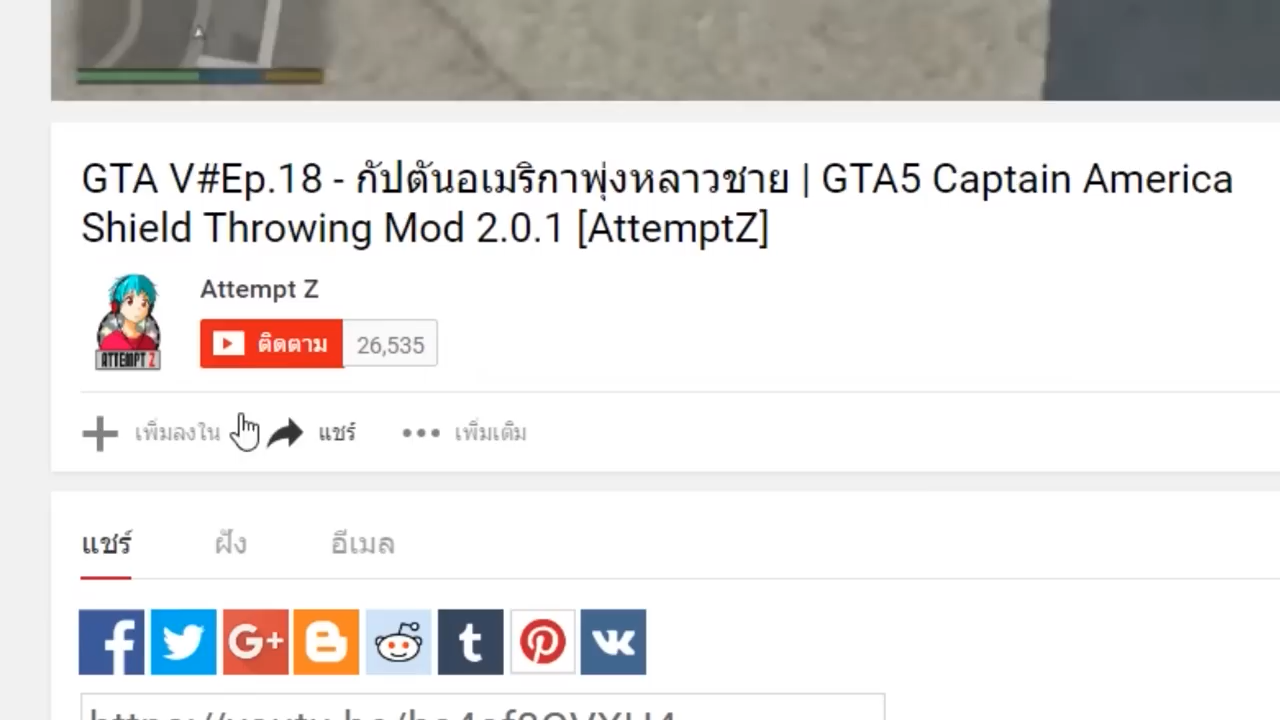 GTA V#Ep.18 - กัปตันอเมริกาพุ่งหลาวชาย | GTA5 Captain America
Shield Throwing Mod 2.0.1 [AttemptZ]
Attempt Z
ATTEMPT Z
ติดตาม 26,535
เพิ่มลงใน แชร์ เพิ่มเติม
แชร์ ฝัง อีเมล